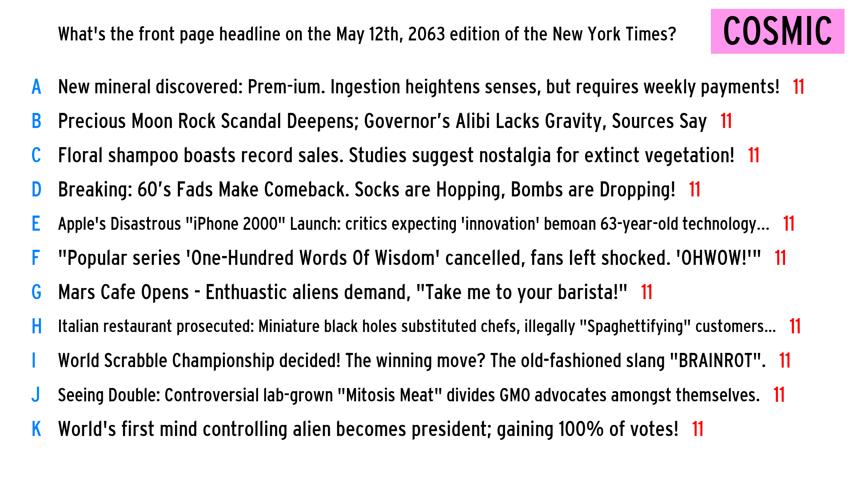 What's the front page headline on the May 12th, 2063 edition of the New York Times?
COSMIC
A New mineral discovered: Prem-ium. Ingestion heightens senses, but requires weekly payments! 11
B Precious Moon Rock Scandal Deepens; Governor's Alibi Lacks Gravity, Sources Say 11
C Floral shampoo boasts record sales. Studies suggest nostalgia for extinct vegetation! 11
D Breaking: 60's Fads Make Comeback. Socks are Hopping, Bombs are Dropping! 11
E Apple's Disastrous "iPhone 2000" Launch: critics expecting 'innovation' bemoan 63-year-old technology... 11
F "Popular series 'One-Hundred Words Of Wisdom' cancelled, fans left shocked. 'OHWOW!'" 11
G Mars Cafe Opens - Enthuastic aliens demand, "Take me to your barista!" 11
H Italian restaurant prosecuted: Miniature black holes substituted chefs, illegally "Spaghettifying" customers... 11
I World Scrabble Championship decided! The winning move? The old-fashioned slang "BRAINROT". 11
J Seeing Double: Controversial lab-grown "Mitosis Meat" divides GMO advocates amongst themselves. 11
K World's first mind controlling alien becomes president; gaining 100% of votes! 11